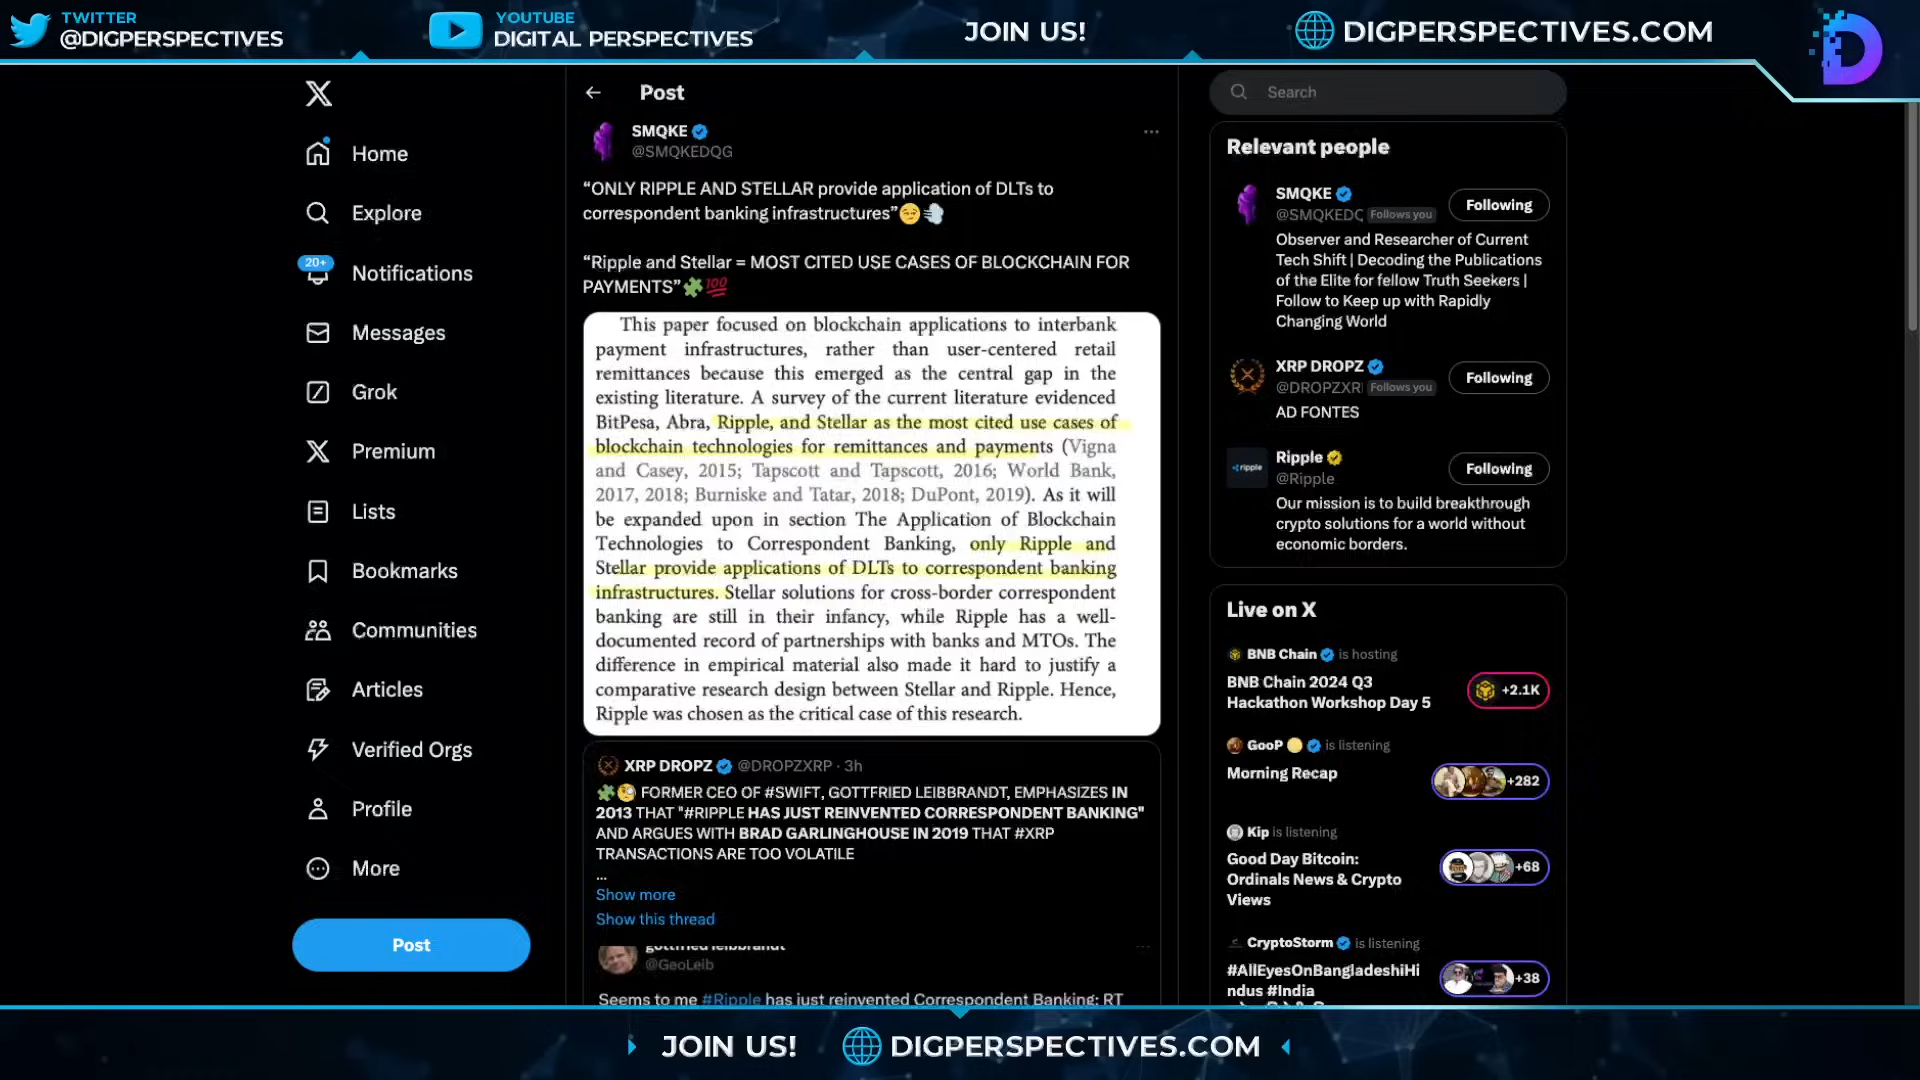 TWITTER
@DIGPERSPECTIVES
YOUTUBE
DIGITAL PERSPECTIVES
JOIN US!
DIGPERSPECTIVES.COM
Home
Explore
20+
Notifications
Messages
Grok
Premium
Lists
Bookmarks
Communities
Articles
Verified Orgs
Profile
More
Post
Post
SMQKE
@SMQKEDQG
“ONLY RIPPLE AND STELLAR provide application of DLTs to
correspondent banking infrastructures”😏💨
“Ripple and Stellar = MOST CITED USE CASES OF BLOCKCHAIN FOR
PAYMENTS”🧩💯
This paper focused on blockchain applications to interbank
payment infrastructures, rather than user-centered retail
remittances because this emerged as the central gap in the
existing literature. A survey of the current literature evidenced
BitPesa, Abra, Ripple, and Stellar as the most cited use cases of
blockchain technologies for remittances and payments (Vigna
and Casey, 2015; Tapscott and Tapscott, 2016; World Bank,
2017, 2018; Burniske and Tatar, 2018; DuPont, 2019). As it will
be expanded upon in section The Application of Blockchain
Technologies to Correspondent Banking, only Ripple and
Stellar provide applications of DLTs to correspondent banking
infrastructures. Stellar solutions for cross-border correspondent
banking are still in their infancy, while Ripple has a well-
documented record of partnerships with banks and MTOs. The
difference in empirical material also made it hard to justify a
comparative research design between Stellar and Ripple. Hence,
Ripple was chosen as the critical case of this research.
XRP DROPZ @DROPZXRP · 3h
🧩🧐 FORMER CEO OF #SWIFT, GOTTFRIED LEIBBRANDT, EMPHASIZES IN
2013 THAT "#RIPPLE HAS JUST REINVENTED CORRESPONDENT BANKING"
AND ARGUES WITH BRAD GARLINGHOUSE IN 2019 THAT #XRP
TRANSACTIONS ARE TOO VOLATILE
...
Show more
Show this thread
gottfried leibbrandt
@GeoLeib
Seems to me #Ripple has just reinvented Correspondent Banking: RT
Search
Relevant people
SMQKE
@SMQKEDC Follows you
Following
Observer and Researcher of Current
Tech Shift | Decoding the Publications
of the Elite for fellow Truth Seekers |
Follow to Keep up with Rapidly
Changing World
XRP DROPZ
@DROPZXRI Follows you
Following
AD FONTES
ripple
Ripple
@Ripple
Following
Our mission is to build breakthrough
crypto solutions for a world without
economic borders.
Live on X
BNB Chain is hosting
BNB Chain 2024 Q3
Hackathon Workshop Day 5
+2.1K
GooP is listening
Morning Recap
+282
Kip is listening
Good Day Bitcoin:
Ordinals News & Crypto
Views
+68
CryptoStorm is listening
#AllEyesOnBangladeshiHi
ndus #India
+38
JOIN US!
DIGPERSPECTIVES.COM